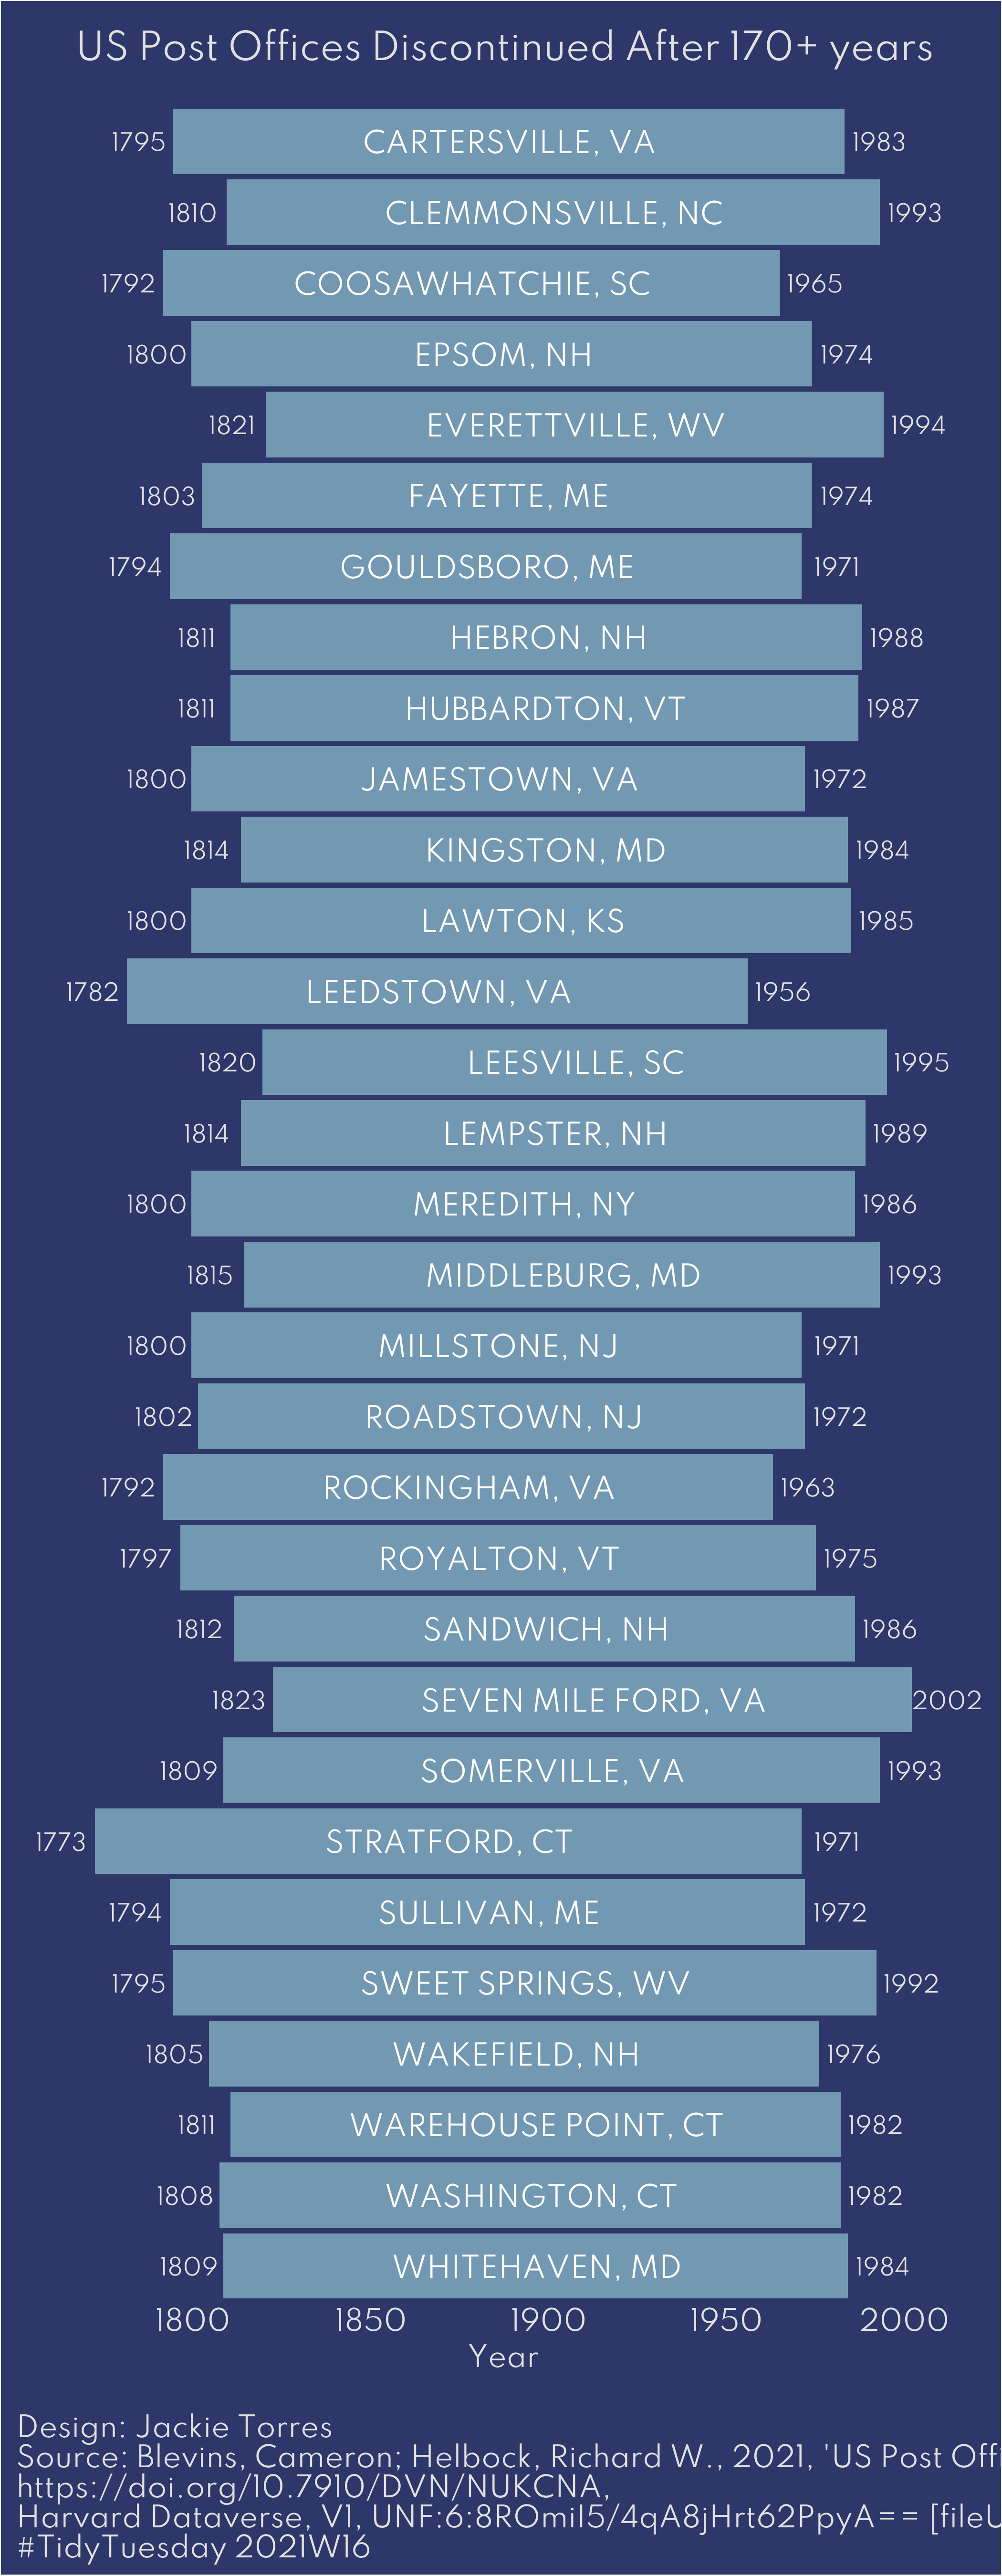 US Post Offices Discontinued After 170+ years
1795 CARTERSVILLE, VA 1983
1810 CLEMMONSVILLE, NC 1993
1792 COOSAWHATCHIE, SC 1965
1800 EPSOM, NH 1974
1821 EVERETTVILLE, WV 1994
1803 FAYETTE, ME 1974
1794 GOULDSBORO, ME 1971
1811 HEBRON, NH 1988
1811 HUBBARDTON, VT 1987
1800 JAMESTOWN, VA 1972
1814 KINGSTON, MD 1984
1800 LAWTON, KS 1985
1782 LEEDSTOWN, VA 1956
1820 LEESVILLE, SC 1995
1814 LEMPSTER, NH 1989
1800 MEREDITH, NY 1986
1815 MIDDLEBURG, MD 1993
1800 MILLSTONE, NJ 1971
1802 ROADSTOWN, NJ 1972
1792 ROCKINGHAM, VA 1963
1797 ROYALTON, VT 1975
1812 SANDWICH, NH 1986
1823 SEVEN MILE FORD, VA 2002
1809 SOMERVILLE, VA 1993
1773 STRATFORD, CT 1971
1794 SULLIVAN, ME 1972
1795 SWEET SPRINGS, WV 1992
1805 WAKEFIELD, NH 1976
1811 WAREHOUSE POINT, CT 1982
1808 WASHINGTON, CT 1982
1809 WHITEHAVEN, MD 1984
1800 1850 1900 1950 2000
Year
Design: Jackie Torres
Source: Blevins, Cameron; Helbock, Richard W., 2021, 'US Post Offi
https://doi.org/10.7910/DVN/NUKCNA,
Harvard Dataverse, V1, UNF:6:8ROmiI5/4qA8jHrt62PpyA== [fileU
#TidyTuesday 2021W16